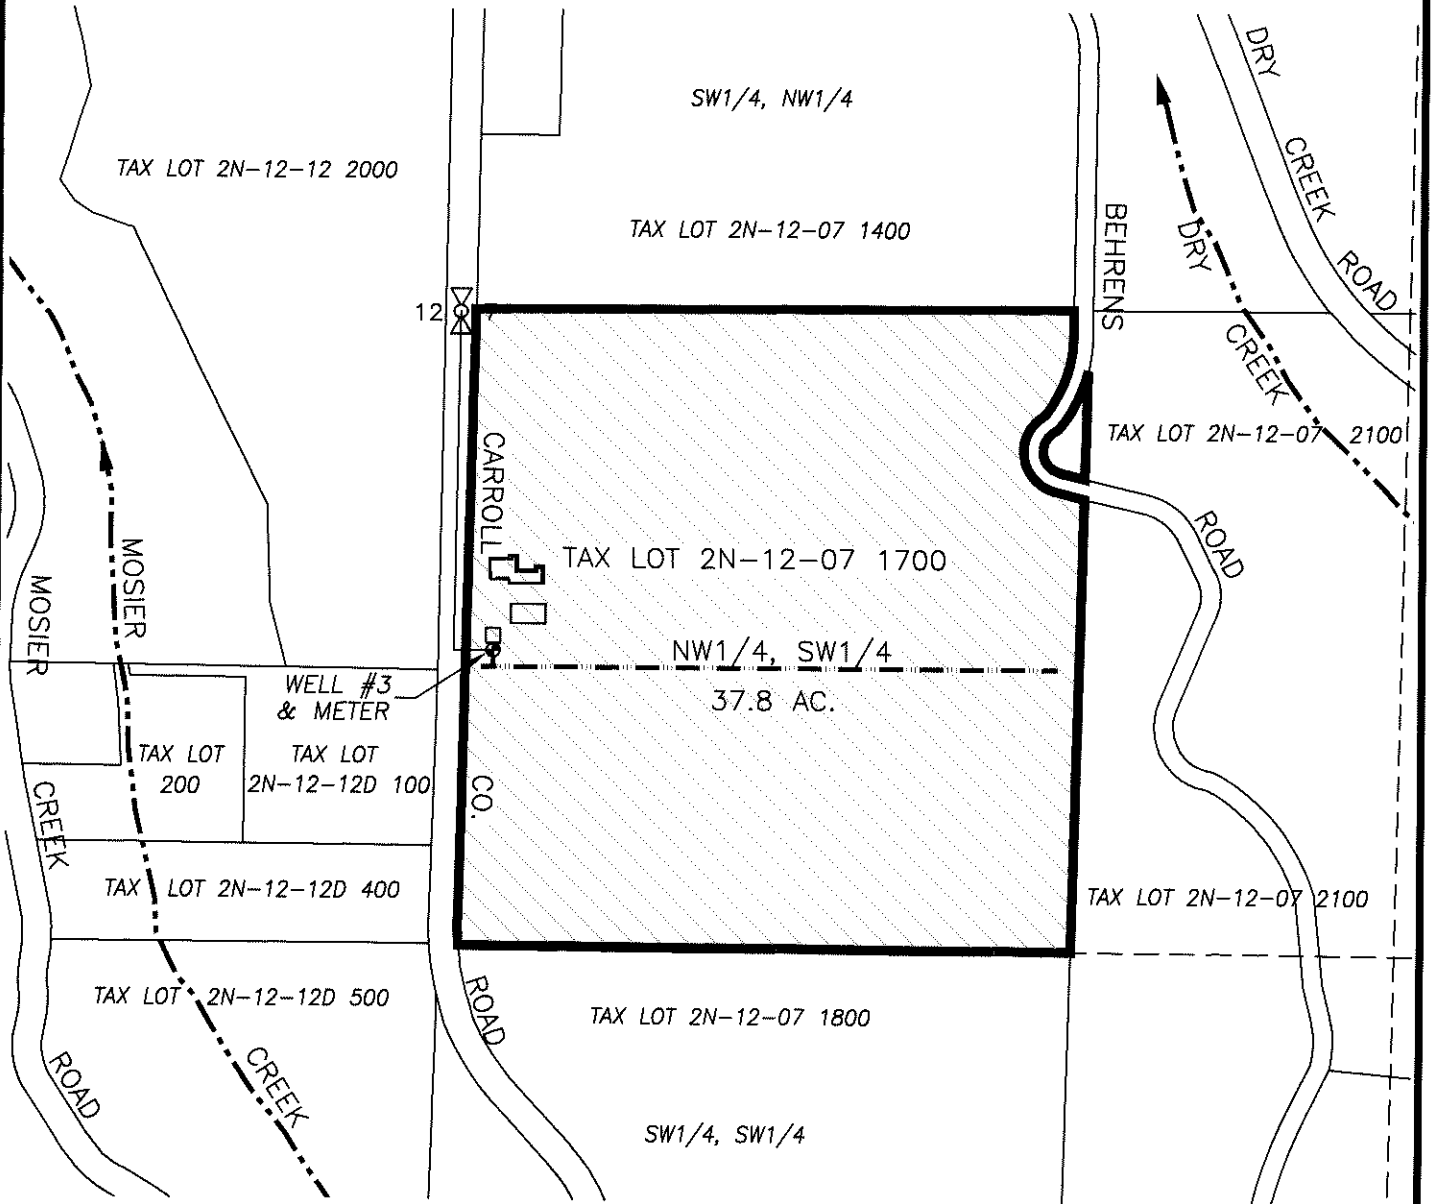 SW1/4, NW1/4
TAX LOT 2N-12-12 2000
TAX LOT 2N-12-07 1400
DRY CREEK ROAD
DRY CREEK
BEHRENS ROAD
12
TAX LOT 2N-12-07 2100
CARROLL CO. ROAD
TAX LOT 2N-12-07 1700
NW1/4, SW1/4
37.8 AC.
MOSIER CREEK
MOSIER CREEK ROAD
WELL #3
& METER
TAX LOT
200
TAX LOT
2N-12-12D 100
TAX LOT 2N-12-12D 400
TAX LOT 2N-12-07 2100
TAX LOT 2N-12-12D 500
TAX LOT 2N-12-07 1800
SW1/4, SW1/4